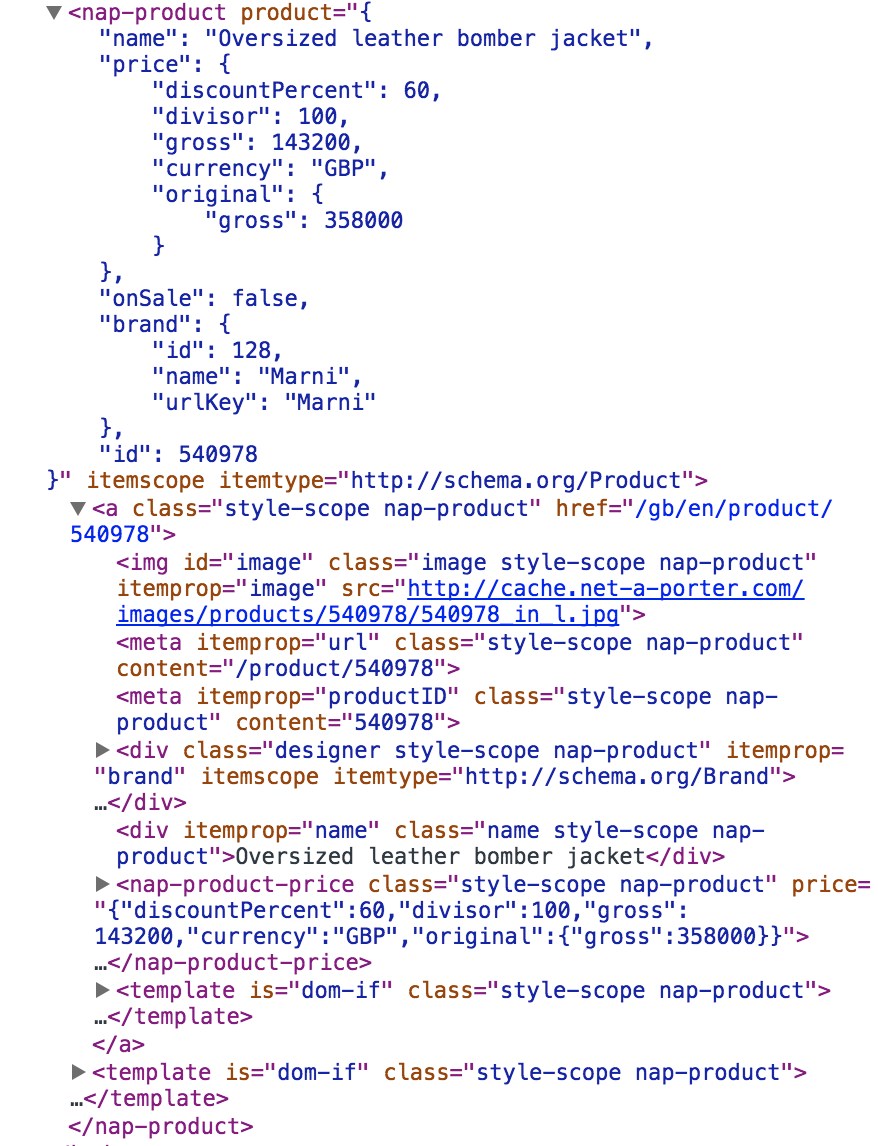 ▼<nap-product product="{
"name": "Oversized leather bomber jacket",
"price": {
"discountPercent": 60,
"divisor": 100,
"gross": 143200,
"currency": "GBP",
"original": {
"gross": 358000
}
},
"onSale": false,
"brand": {
"id": 128,
"name": "Marni",
"urlKey": "Marni"
},
"id": 540978
}" itemscope itemtype="http://schema.org/Product">
▼<a class="style-scope nap-product" href="/gb/en/product/
540978">
<img id="image" class="image style-scope nap-product"
itemprop="image" src="http://cache.net-a-porter.com/
images/products/540978/540978_in_l.jpg">
<meta itemprop="url" class="style-scope nap-product"
content="/product/540978">
<meta itemprop="productID" class="style-scope nap-
product" content="540978">
▶<div class="designer style-scope nap-product" itemprop=
"brand" itemscope itemtype="http://schema.org/Brand">
…</div>
<div itemprop="name" class="name style-scope nap-
product">Oversized leather bomber jacket</div>
▶<nap-product-price class="style-scope nap-product" price=
"{"discountPercent":60,"divisor":100,"gross":
143200,"currency":"GBP","original":{"gross":358000}}">
…</nap-product-price>
▶<template is="dom-if" class="style-scope nap-product">
…</template>
</a>
▶<template is="dom-if" class="style-scope nap-product">
…</template>
</nap-product>